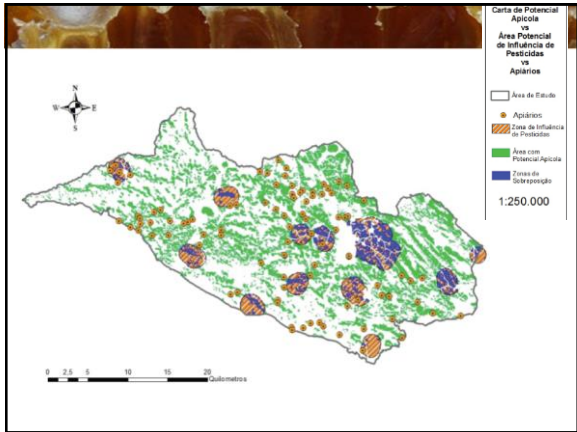 Carta de Potencial
Apícola
vs
Área Potencial
de Influência de
Pesticidas
vs
Apiários
Área de Estudo
Apiários
Zona de Influência
de Pesticidas
Área com
Potencial Apícola
Zonas de
Sobreposição
1:250.000
N
W E
S
0 2,5 5 10 15 20
Quilometros